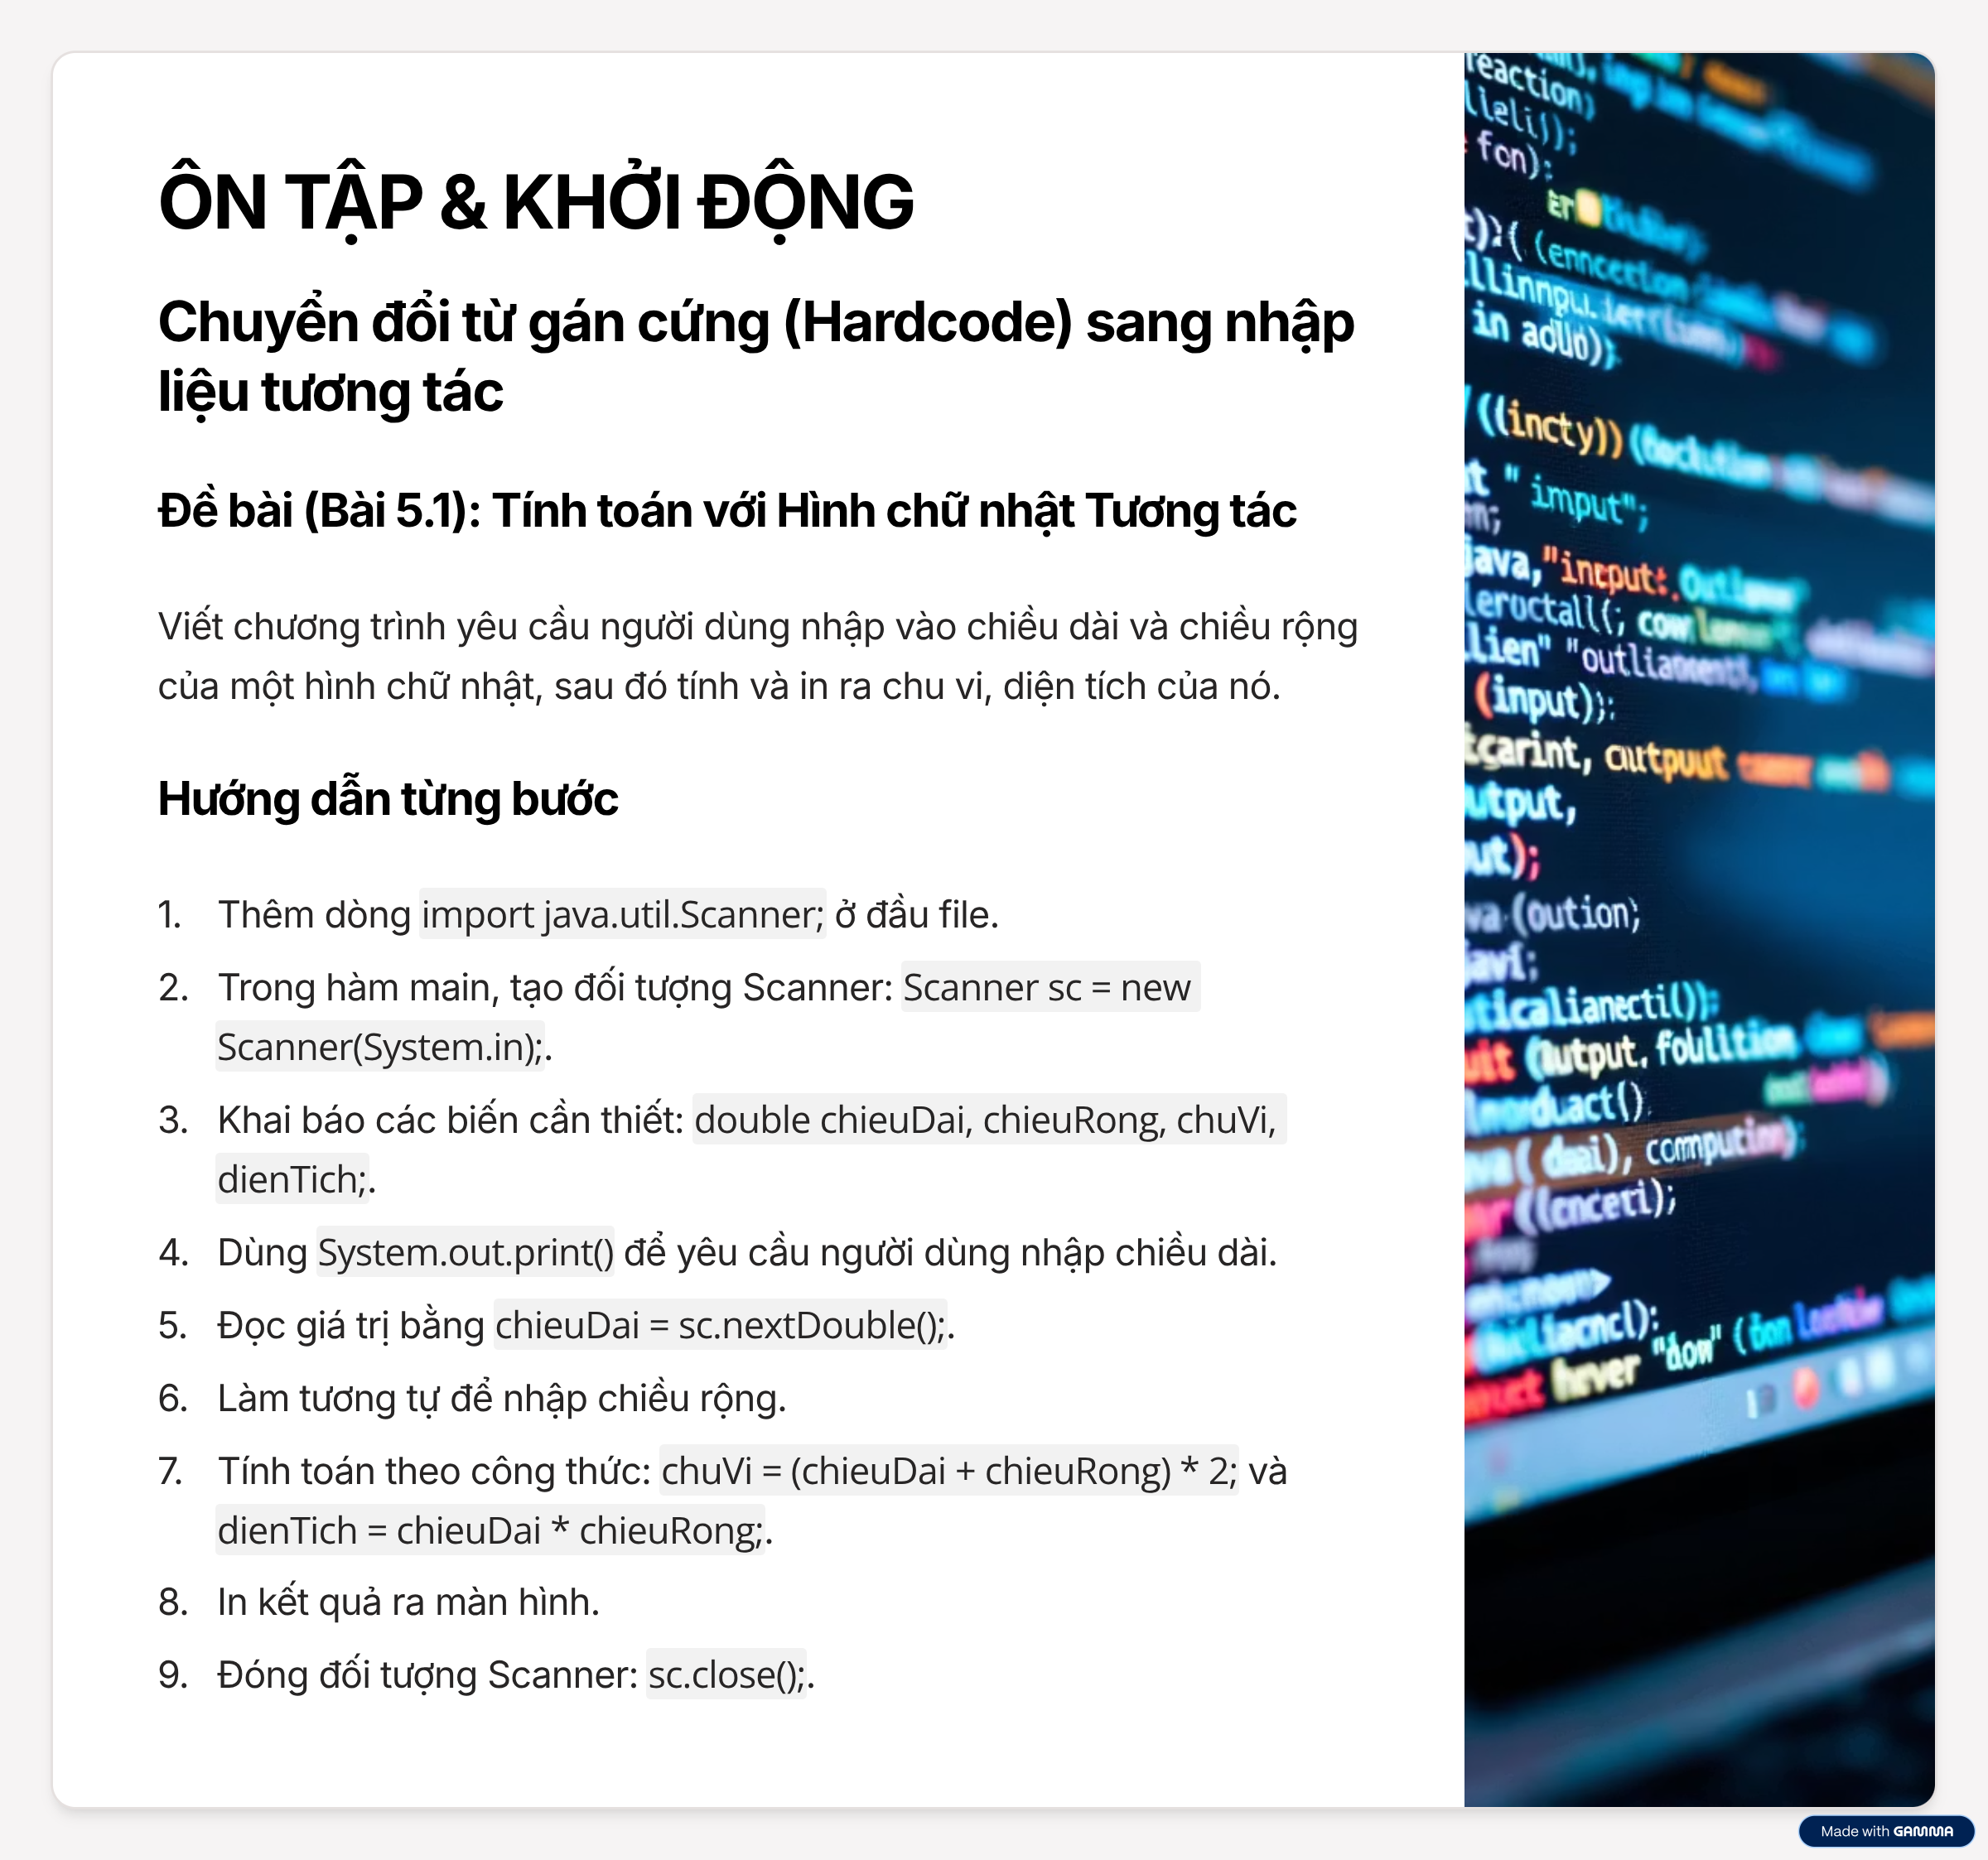 ÔN TẬP & KHỞI ĐỘNG
Chuyển đổi từ gán cứng (Hardcode) sang nhập
liệu tương tác
Đề bài (Bài 5.1): Tính toán với Hình chữ nhật Tương tác
Viết chương trình yêu cầu người dùng nhập vào chiều dài và chiều rộng
của một hình chữ nhật, sau đó tính và in ra chu vi, diện tích của nó.
Hướng dẫn từng bước
1. Thêm dòng import java.util.Scanner; ở đầu file.
2. Trong hàm main, tạo đối tượng Scanner: Scanner sc = new
Scanner(System.in);.
3. Khai báo các biến cần thiết: double chieuDai, chieuRong, chuVi,
dienTich;.
4. Dùng System.out.print() để yêu cầu người dùng nhập chiều dài.
5. Đọc giá trị bằng chieuDai = sc.nextDouble();.
6. Làm tương tự để nhập chiều rộng.
7. Tính toán theo công thức: chuVi = (chieuDai + chieuRong) * 2; và
dienTich = chieuDai * chieuRong;.
8. In kết quả ra màn hình.
9. Đóng đối tượng Scanner: sc.close();.
reaction)
fon);
((incty))
" imput";
java,
(input);
utput,
Made with GAMMA